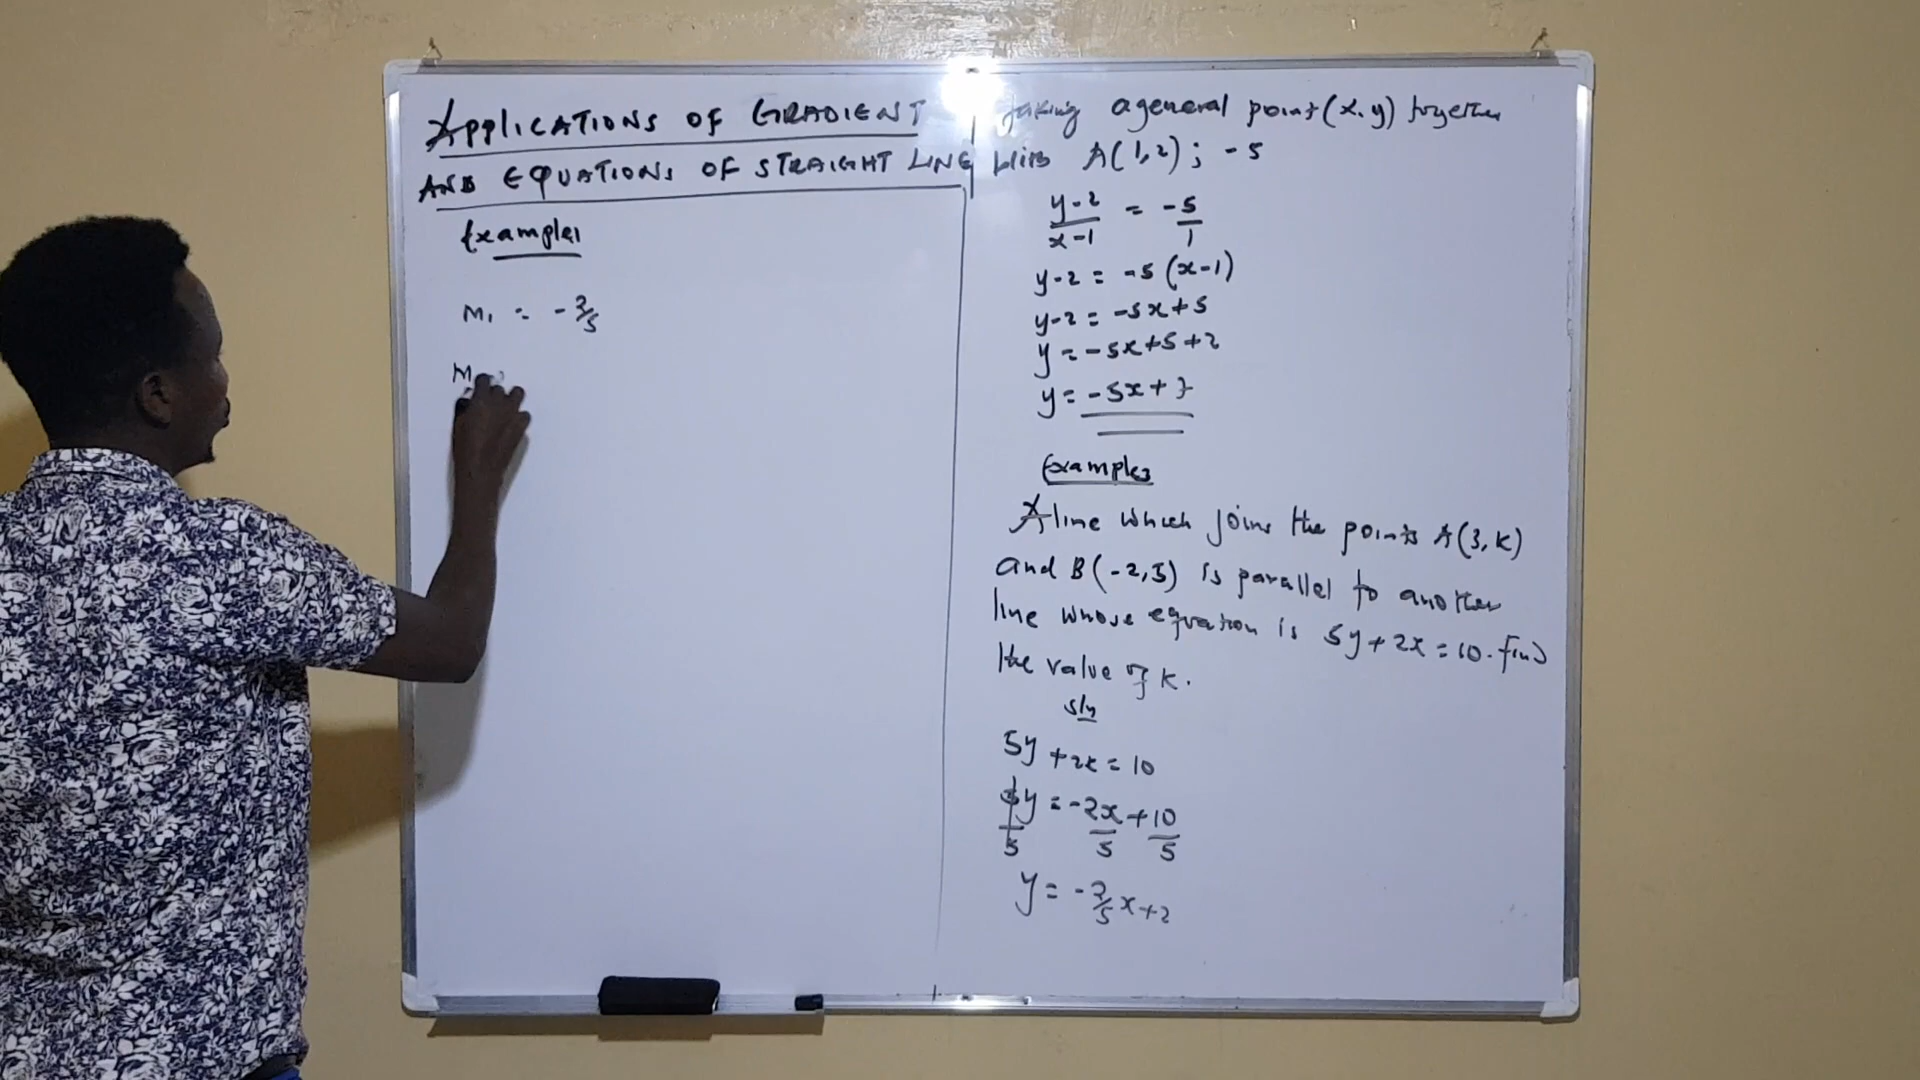 APPLICATIONS OF GRADIENT
AND EQUATIONS OF STRAIGHT LINE
Example1
M₁ = -2/5
M
taking a general point (x,y) together
with A(1,2); -5
y-2/x-1 = -5/1
y-2 = -5(x-1)
y-2 = -5x+5
y = -5x+5+2
y = -5x+7
Example3
A line which joins the points A(3,k)
and B(-2,3) is parallel to another
line whose equation is 5y+2x=10. find
the value of k.
sln
5y+2x=10
5y/5 = -2x/5 + 10/5
y = -2/5x+2